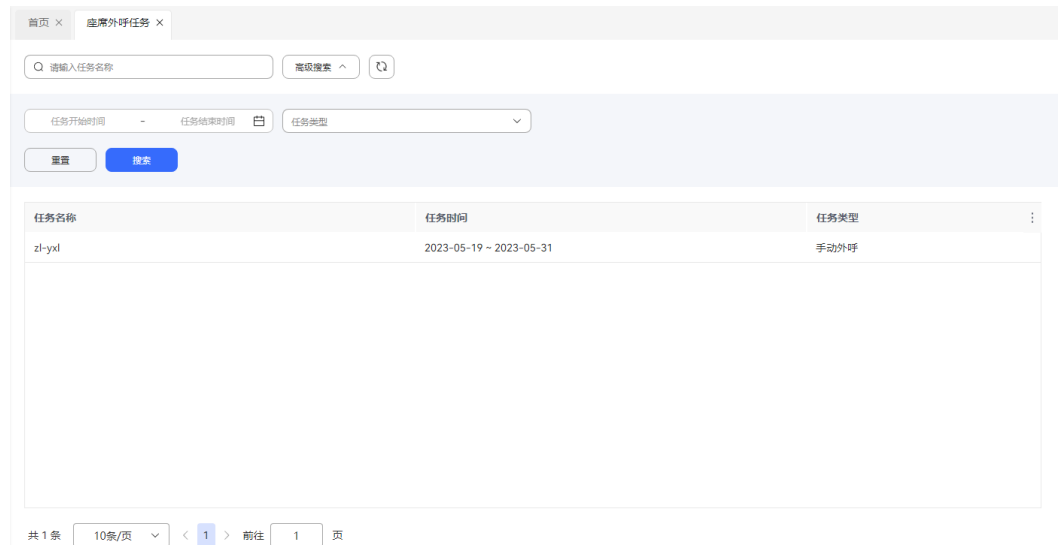 首页 座席外呼任务
请输入任务名称 高级搜索
任务开始时间 - 任务结束时间 任务类型
重置 搜索
任务名称 任务时间 任务类型
zl-yxl 2023-05-19 ~ 2023-05-31 手动外呼
共 1 条 10条/页 1 前往 1 页